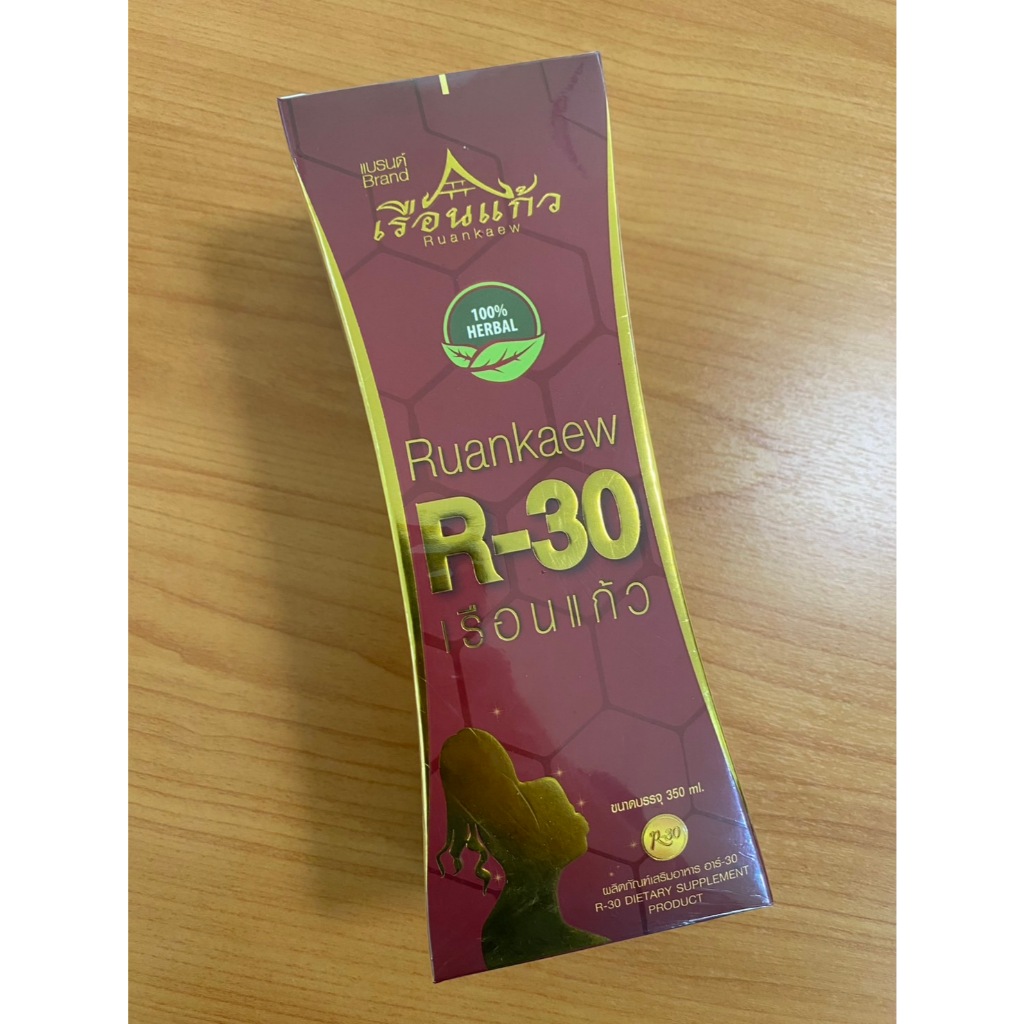 แบรนด์
Brand
เรือนแก้ว
Ruankaew
100%
HERBAL
Ruankaew
R-30
เรือนแก้ว
ขนาดบรรจุ 350 ml.
R-30
ผลิตภัณฑ์เสริมอาหาร อาร์-30
R-30 DIETARY SUPPLEMENT
PRODUCT